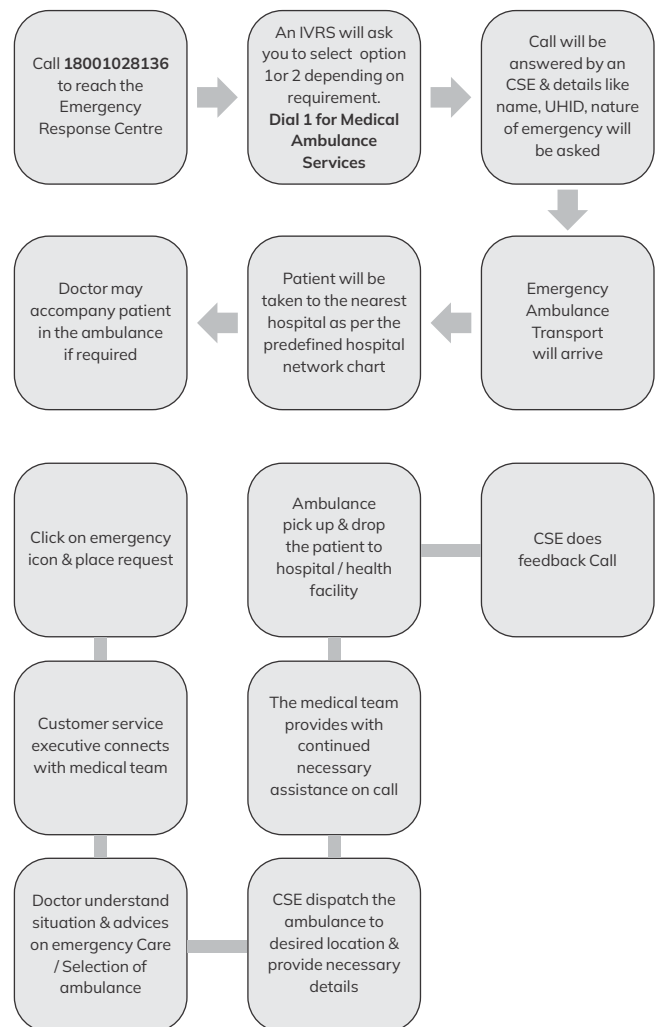 Call 18001028136
to reach the
Emergency
Response Centre
An IVRS will ask
you to select option
1or 2 depending on
requirement.
Dial 1 for Medical
Ambulance
Services
Call will be
answered by an
CSE & details like
name, UHID, nature
of emergency will
be asked
Emergency
Ambulance
Transport
will arrive
Patient will be
taken to the nearest
hospital as per the
predefined hospital
network chart
Doctor may
accompany patient
in the ambulance
if required
Click on emergency
icon & place request
Customer service
executive connects
with medical team
Doctor understand
situation & advices
on emergency Care
/ Selection of
ambulance
CSE dispatch the
ambulance to
desired location &
provide necessary
details
The medical team
provides with
continued
necessary
assistance on call
Ambulance
pick up & drop
the patient to
hospital / health
facility
CSE does
feedback Call